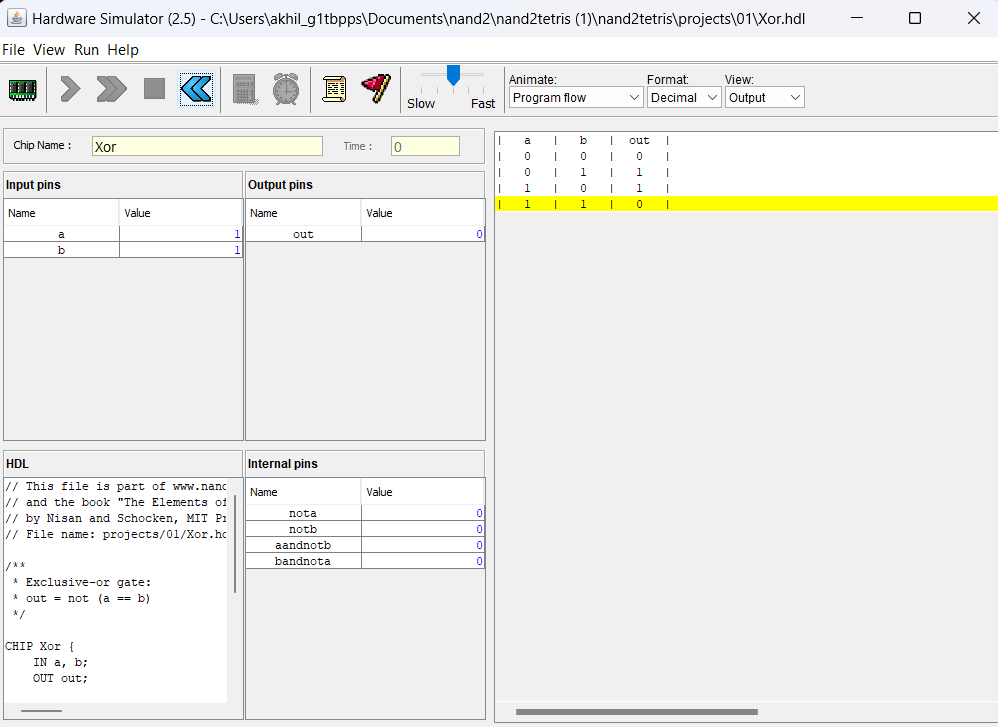 Hardware Simulator (2.5) - C:\Users\akhil_g1tbpps\Documents\nand2\nand2tetris (1)\nand2tetris\projects\01\Xor.hdl
File View Run Help
Slow Fast
Animate: Format: View:
Program flow Decimal Output
Chip Name : Xor Time : 0
Input pins
Name Value
a 1
b 1
Output pins
Name Value
out 0
HDL
// This file is part of www.nand
// and the book "The Elements of
// by Nisan and Schocken, MIT Pr
// File name: projects/01/Xor.hd
/**
* Exclusive-or gate:
* out = not (a == b)
*/
CHIP Xor {
IN a, b;
OUT out;
Internal pins
Name Value
nota 0
notb 0
aandnotb 0
bandnota 0
| a | b | out |
| 0 | 0 | 0 |
| 0 | 1 | 1 |
| 1 | 0 | 1 |
| 1 | 1 | 0 |